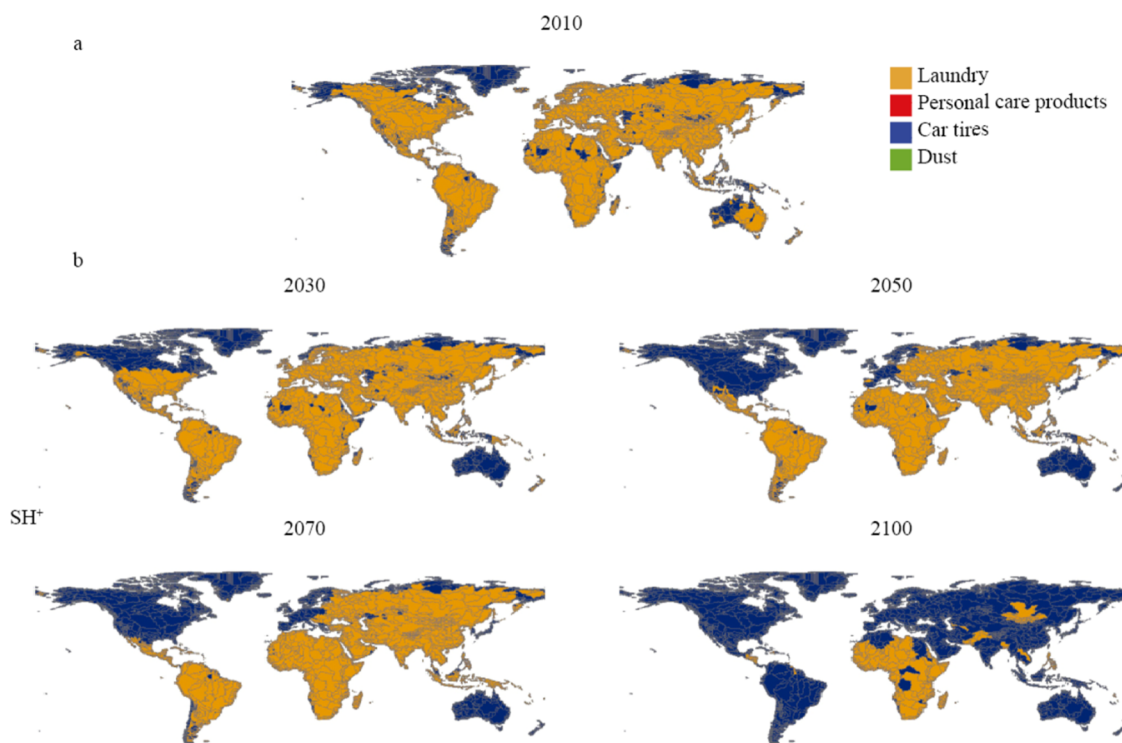 a
2010
Laundry
Personal care products
Car tires
Dust
b
2030
2050
SH⁺
2070
2100